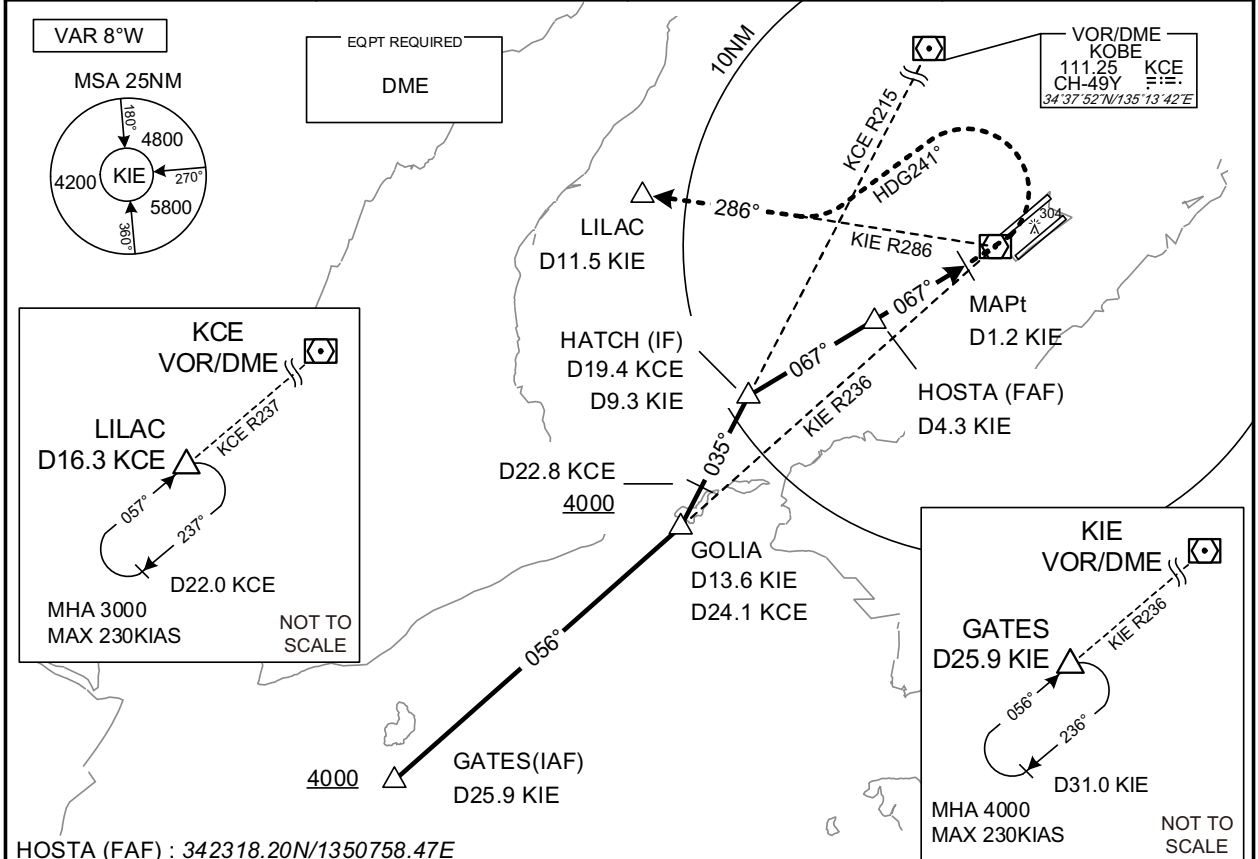 VAR 8°W
MSA 25NM
180°
4800
4200
KIE
270°
5800
360°
EQPT REQUIRED
DME
10NM
VOR/DME
KOBE
111.25 KCE
CH-49Y
34°37'52"N/135°13'42"E
KCE R215
HDG241°
304
286°
KIE R286
LILAC
D11.5 KIE
067°
MAPt
D1.2 KIE
HATCH (IF)
D19.4 KCE
D9.3 KIE
067°
KIE R236
HOSTA (FAF)
D4.3 KIE
035°
D22.8 KCE
4000
GOLIA
D13.6 KIE
D24.1 KCE
056°
4000
GATES(IAF)
D25.9 KIE
KCE
VOR/DME
KCE R237
LILAC
D16.3 KCE
057°
237°
D22.0 KCE
MHA 3000
MAX 230KIAS
NOT TO
SCALE
KIE
VOR/DME
KIE R236
GATES
D25.9 KIE
056°
236°
D31.0 KIE
MHA 4000
MAX 230KIAS
NOT TO
SCALE
HOSTA (FAF) : 342318.20N/1350758.47E